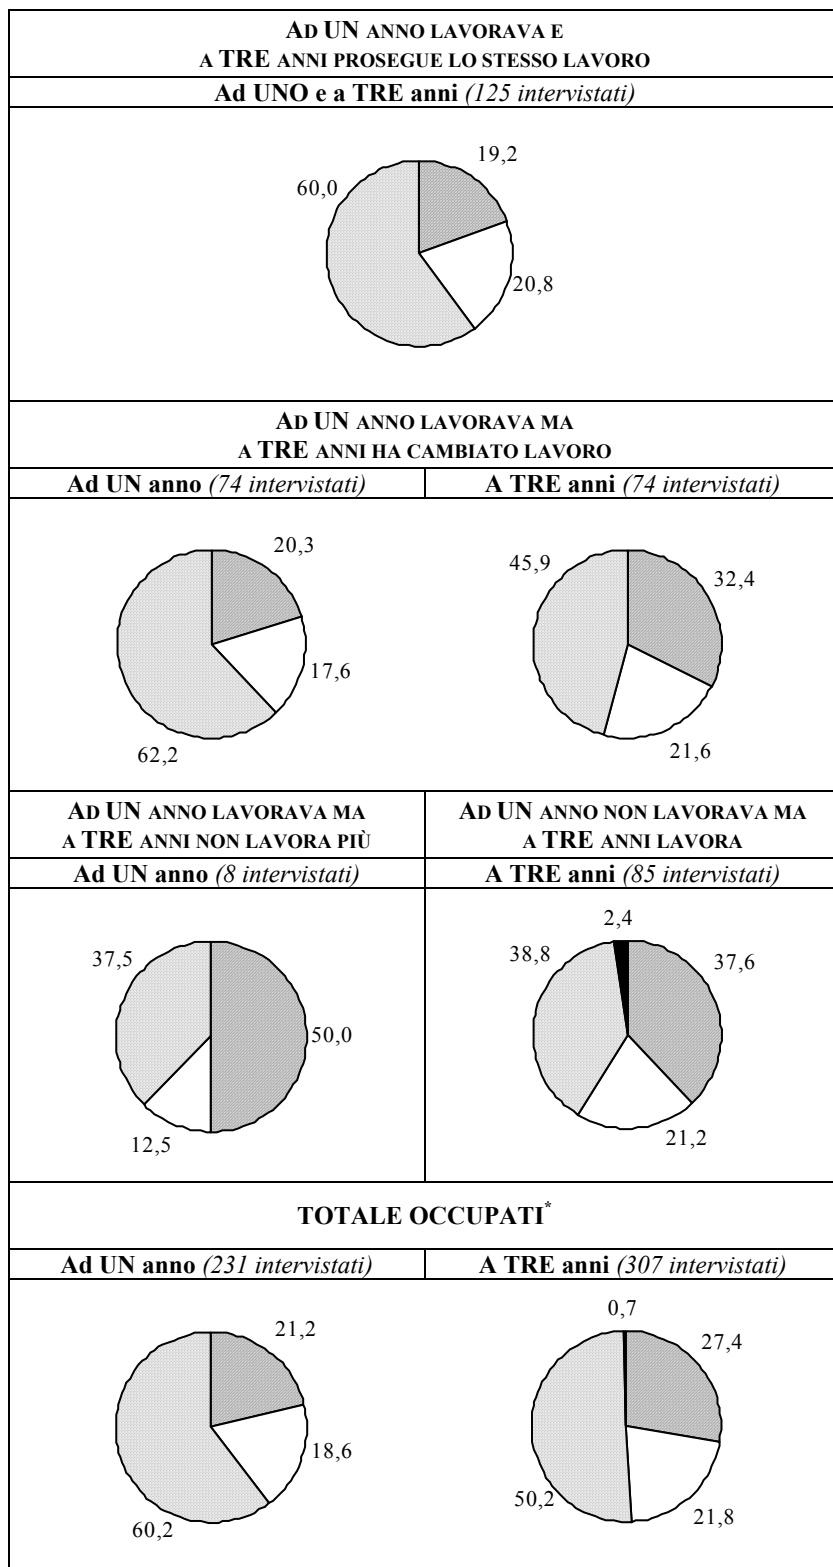 AD UN ANNO LAVORAVA E
A TRE ANNI PROSEGUE LO STESSO LAVORO
Ad UNO e a TRE anni (125 intervistati)
19,2
60,0
20,8
AD UN ANNO LAVORAVA MA
A TRE ANNI HA CAMBIATO LAVORO
Ad UN anno (74 intervistati)
A TRE anni (74 intervistati)
20,3
17,6
62,2
45,9
32,4
21,6
AD UN ANNO LAVORAVA MA
A TRE ANNI NON LAVORA PIÙ
AD UN ANNO NON LAVORAVA MA
A TRE ANNI LAVORA
Ad UN anno (8 intervistati)
A TRE anni (85 intervistati)
37,5
50,0
12,5
2,4
38,8
37,6
21,2
TOTALE OCCUPATI*
Ad UN anno (231 intervistati)
A TRE anni (307 intervistati)
21,2
18,6
60,2
0,7
27,4
50,2
21,8